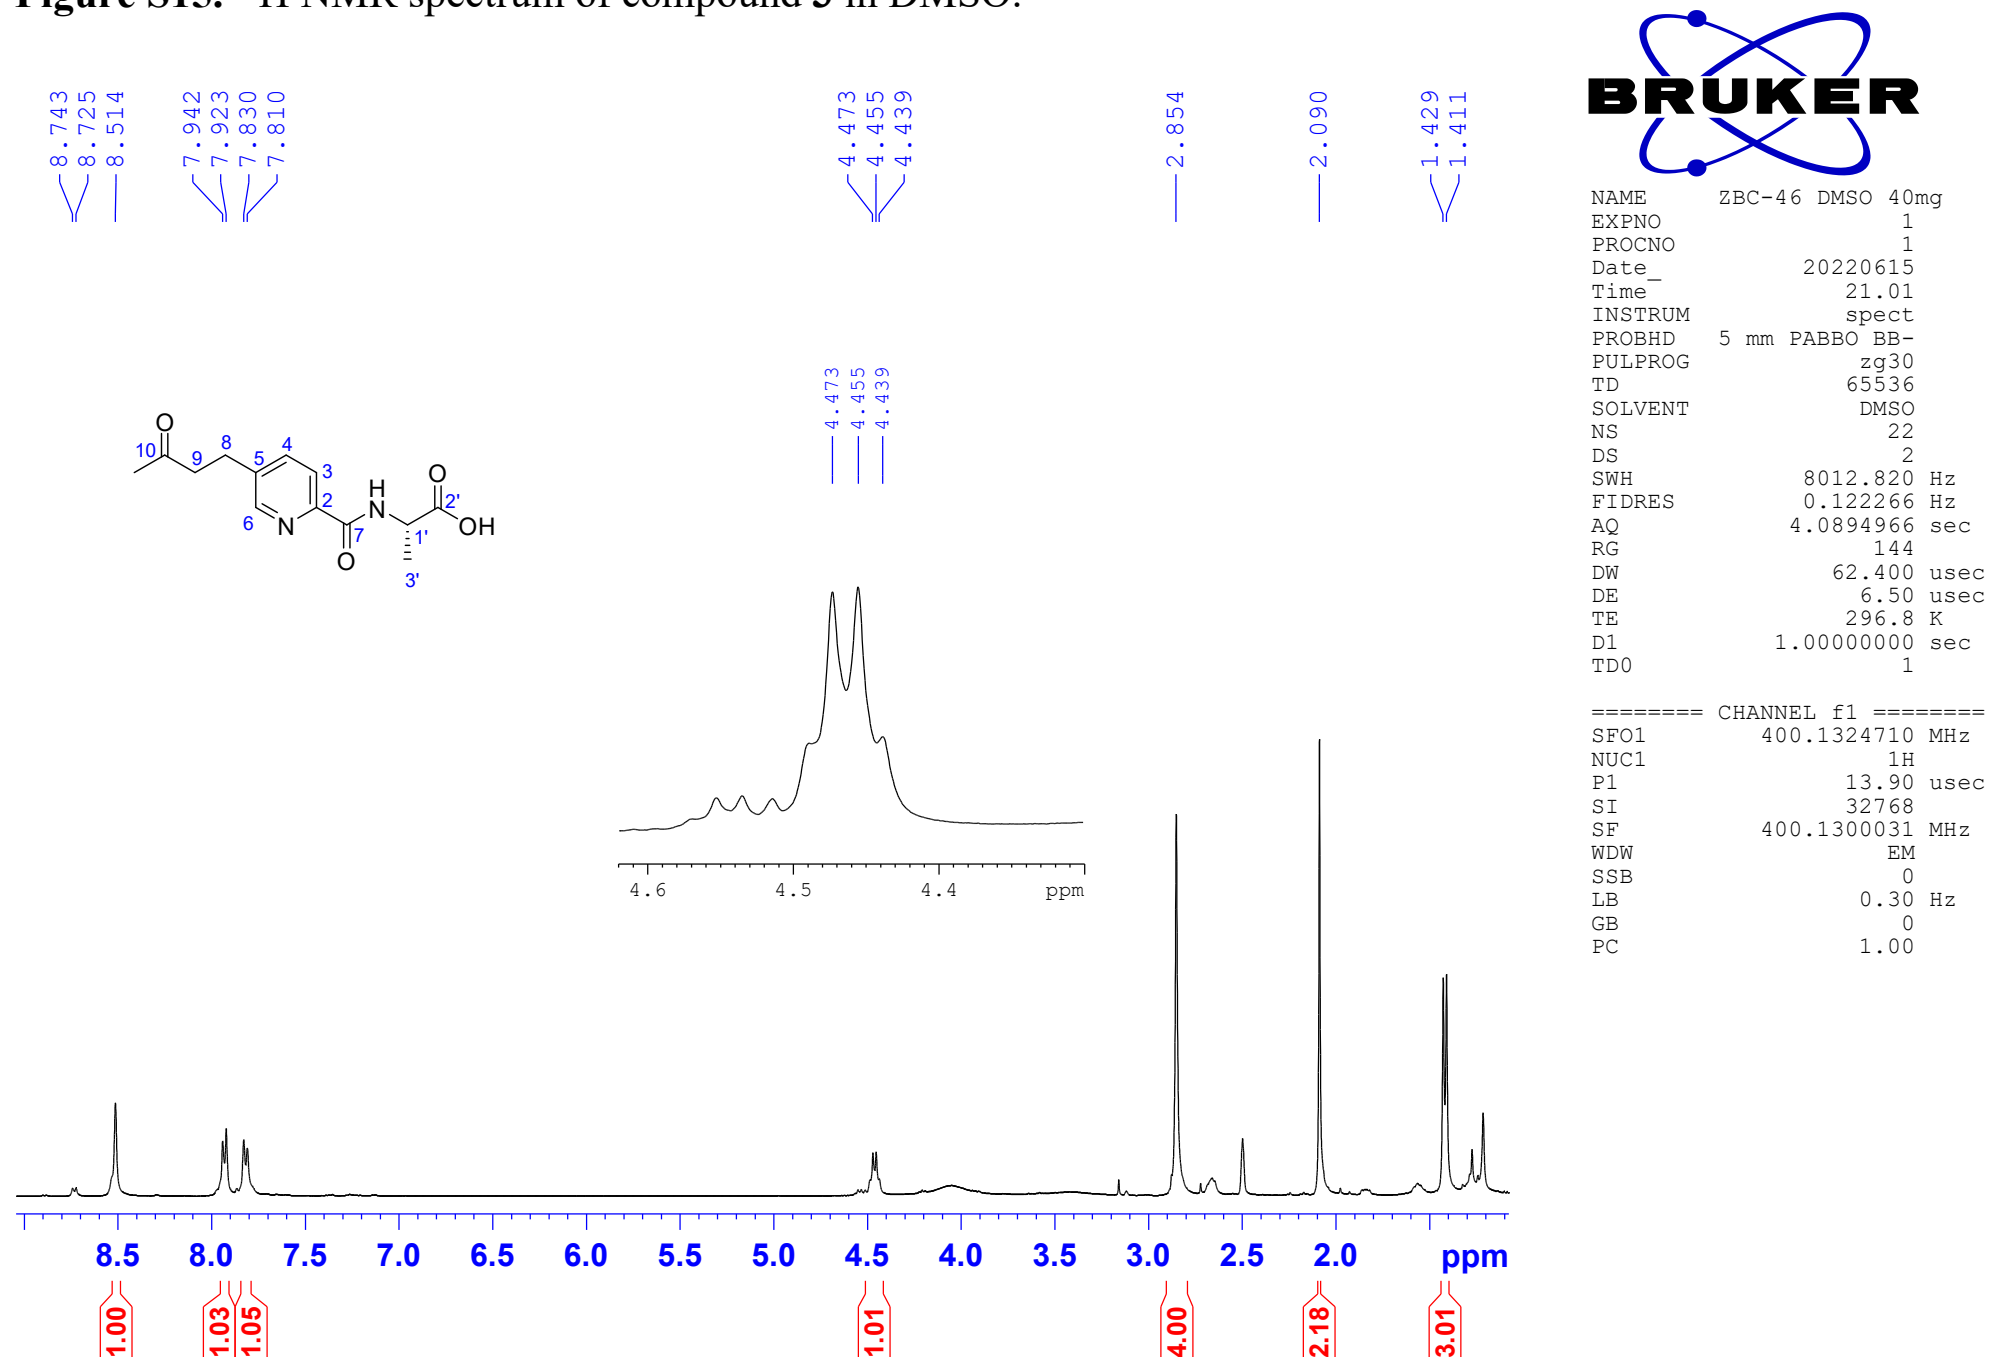 Figure S13. ¹H NMR spectrum of compound 3 in DMSO.
8.743
8.725
8.514
7.942
7.923
7.830
7.810
4.473
4.455
4.439
2.854
2.090
1.429
1.411
BRUKER
NAME ZBC-46 DMSO 40mg
EXPNO 1
PROCNO 1
Date_ 20220615
Time 21.01
INSTRUM spect
PROBHD 5 mm PABBO BB-
PULPROG zg30
TD 65536
SOLVENT DMSO
NS 22
DS 2
SWH 8012.820 Hz
FIDRES 0.122266 Hz
AQ 4.0894966 sec
RG 144
DW 62.400 usec
DE 6.50 usec
TE 296.8 K
D1 1.00000000 sec
TD0 1
======== CHANNEL f1 ========
SFO1 400.1324710 MHz
NUC1 1H
P1 13.90 usec
SI 32768
SF 400.1300031 MHz
WDW EM
SSB 0
LB 0.30 Hz
GB 0
PC 1.00
4.473
4.455
4.439
O
10
9
8
5
4
3
2
6
N
7
O
H
N
1'
3'
O
2'
OH
4.6 4.5 4.4 ppm
8.5 8.0 7.5 7.0 6.5 6.0 5.5 5.0 4.5 4.0 3.5 3.0 2.5 2.0 ppm
1.00
1.03
1.05
1.01
4.00
2.18
3.01